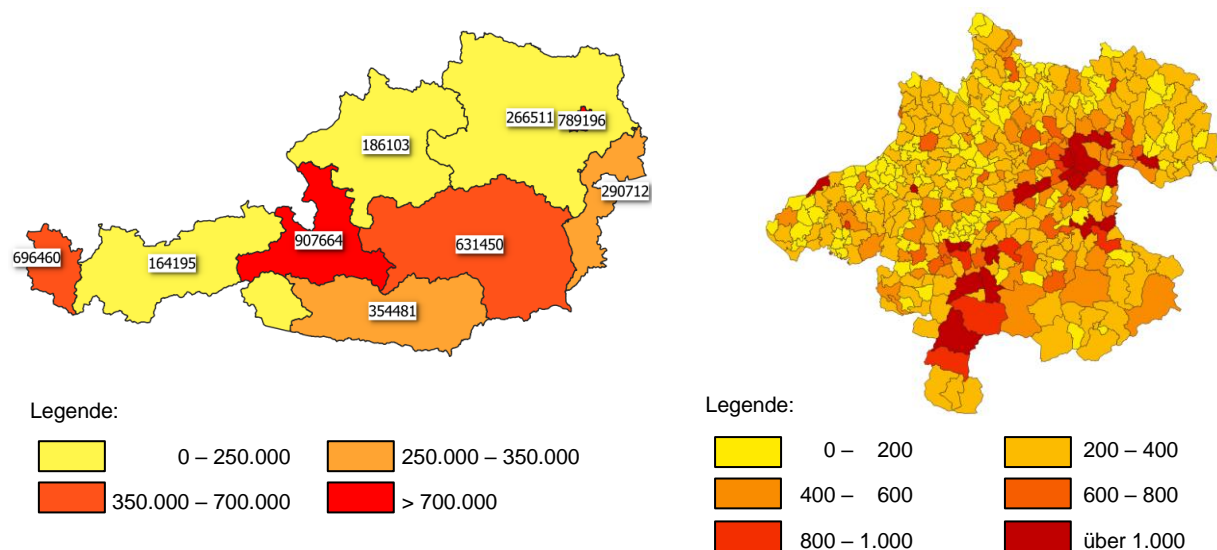 266511
789196
186103
290712
907664
631450
696460
164195
354481
Legende:
0 – 250.000
250.000 – 350.000
350.000 – 700.000
> 700.000
Legende:
0 – 200
200 – 400
400 – 600
600 – 800
800 – 1.000
über 1.000